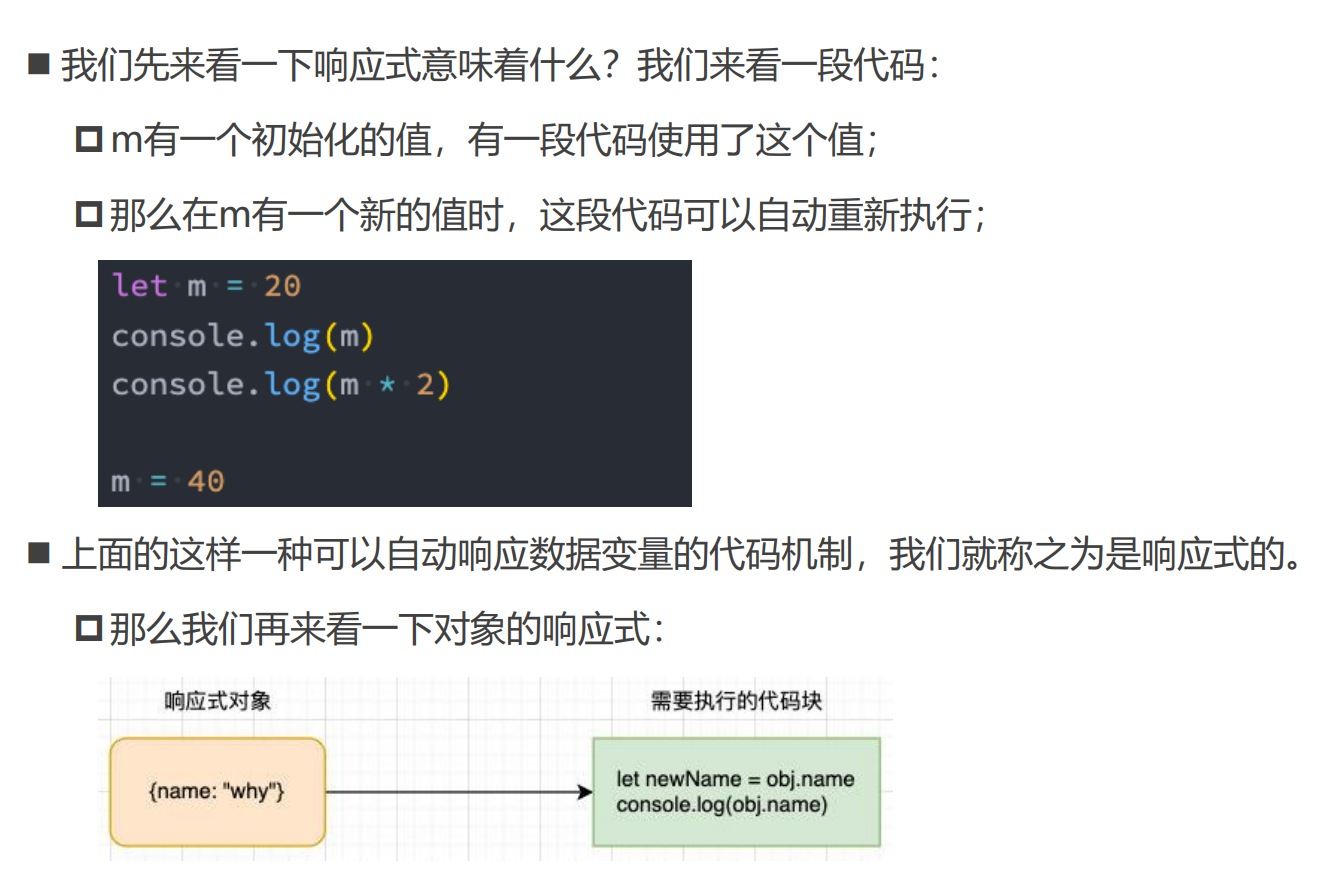 我们先来看一下响应式意味着什么？我们来看一段代码：
m有一个初始化的值，有一段代码使用了这个值；
那么在m有一个新的值时，这段代码可以自动重新执行；
let m = 20
console.log(m)
console.log(m * 2)
m = 40
上面的这样一种可以自动响应数据变量的代码机制，我们就称之为是响应式的。
那么我们再来看一下对象的响应式：
响应式对象
需要执行的代码块
{name: "why"}
let newName = obj.name
console.log(obj.name)